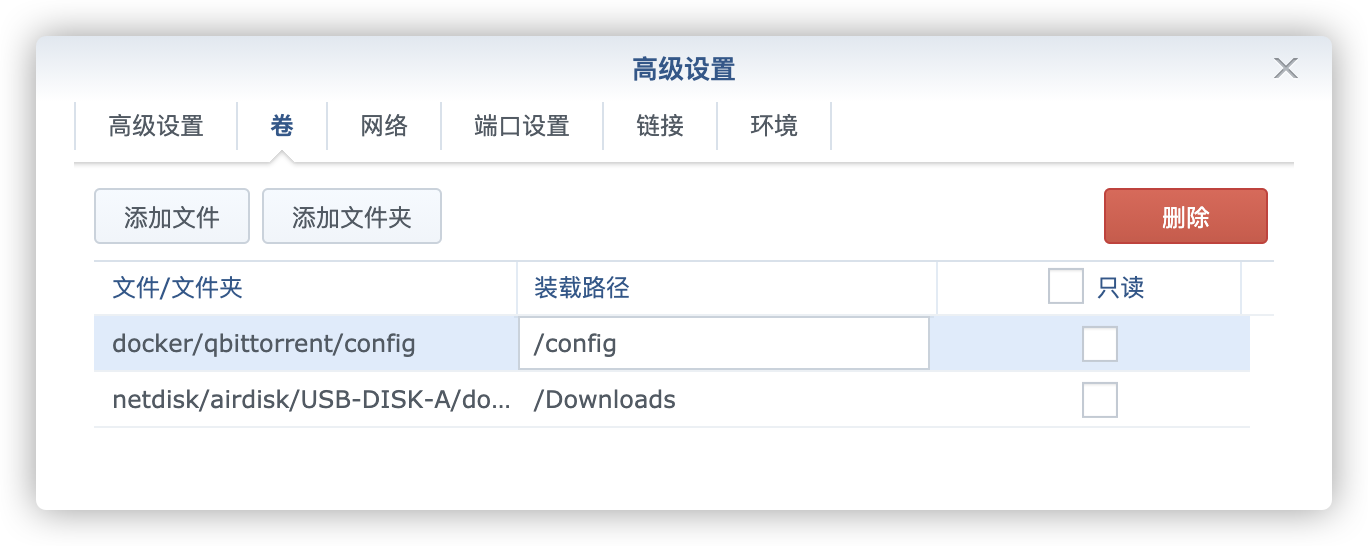 高级设置
高级设置 卷 网络 端口设置 链接 环境
添加文件 添加文件夹 删除
文件/文件夹 装载路径 只读
docker/qbittorrent/config /config
netdisk/airdisk/USB-DISK-A/do... /Downloads